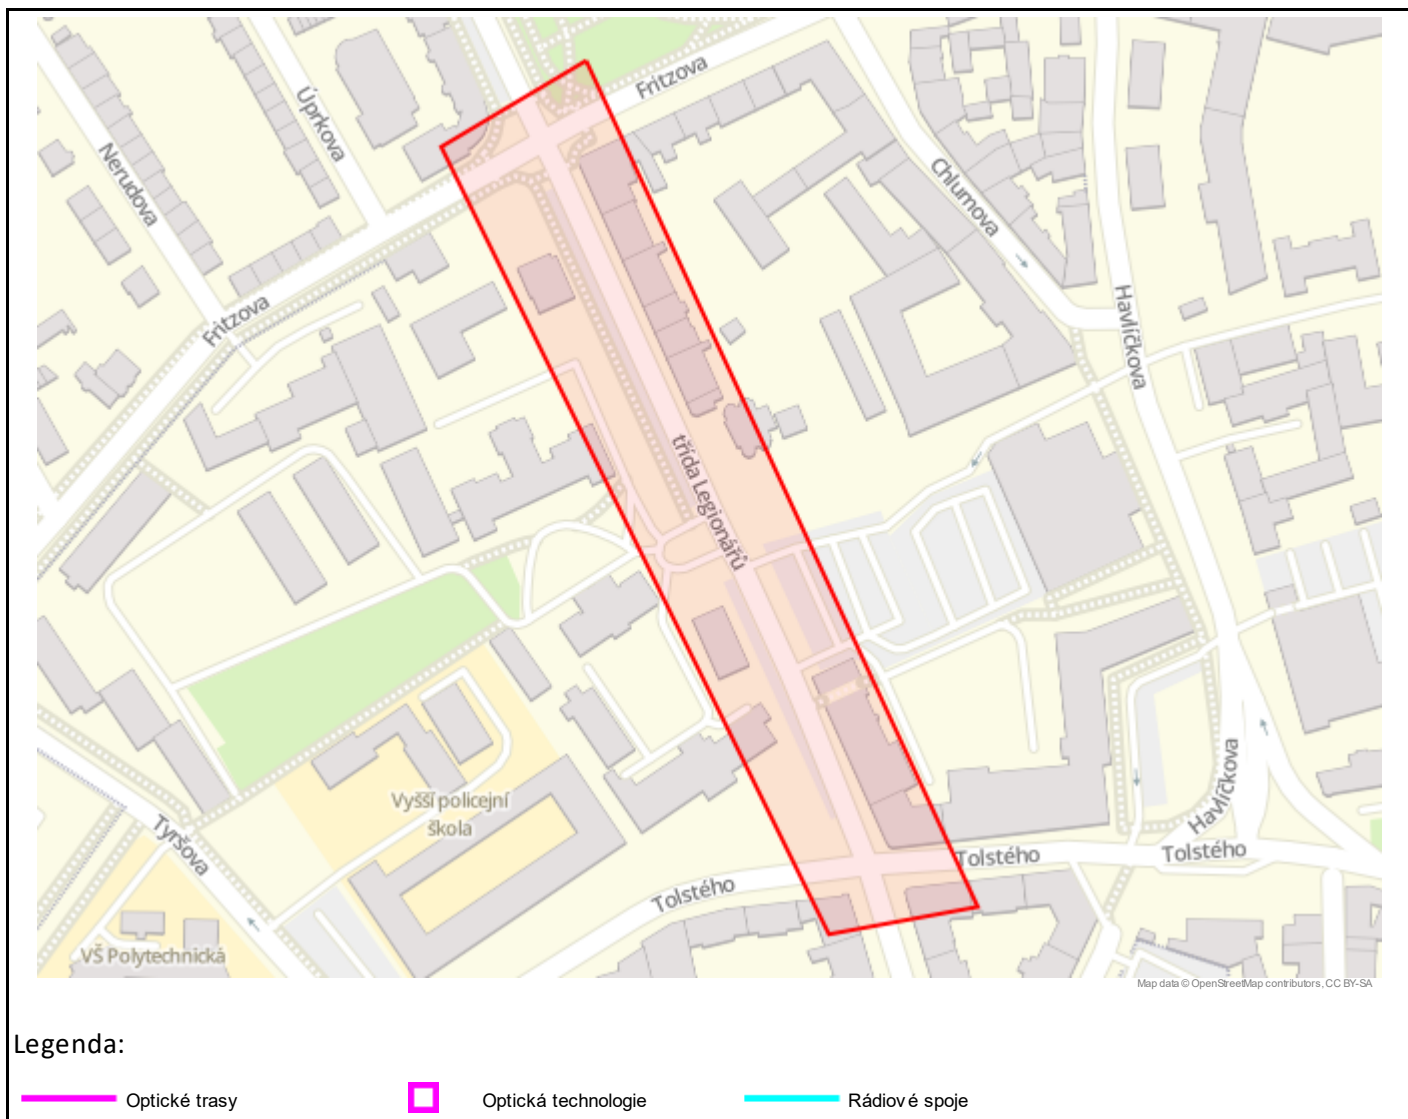 Fritzova
Úprkova
Nerudova
Chlumova
Fritzova
Havlíčkova
třída Legionářů
Vyšší policejní
škola
Tyršova
Havlíčkova
Tolstého
Tolstého
Tolstého
VŠ Polytechnická
Map data © OpenStreetMap contributors, CC BY-SA
Legenda:
Optické trasy
Optická technologie
Rádiové spoje